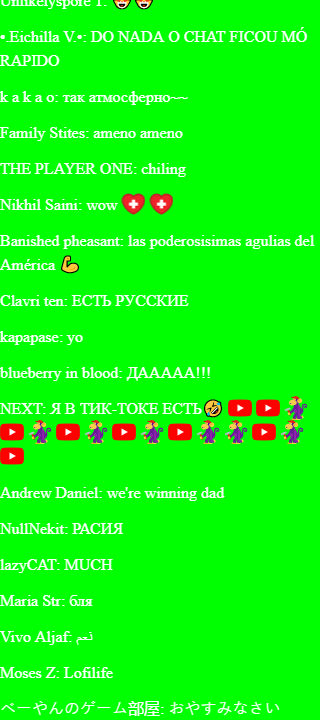 Unlikelyspore T:
•.Eichilla V.•: DO NADA O CHAT FICOU MÓ
RAPIDO
k a k a o: так атмосферно~~
Family Stites: ameno ameno
THE PLAYER ONE: chiling
Nikhil Saini: wow
Banished pheasant: las poderosisimas agulias del
América 💪
Clavri ten: ЕСТЬ РУССКИЕ
kapapase: yo
blueberry in blood: ДААААА!!!
NEXT: Я В ТИК-ТОКЕ ЕСТЬ🤣
Andrew Daniel: we're winning dad
NullNekit: РАСИЯ
lazyCAT: MUCH
Maria Str: бля
Vivo Aljaf:
Moses Z: Lofilife
べーやんのゲーム部屋: おやすみなさい